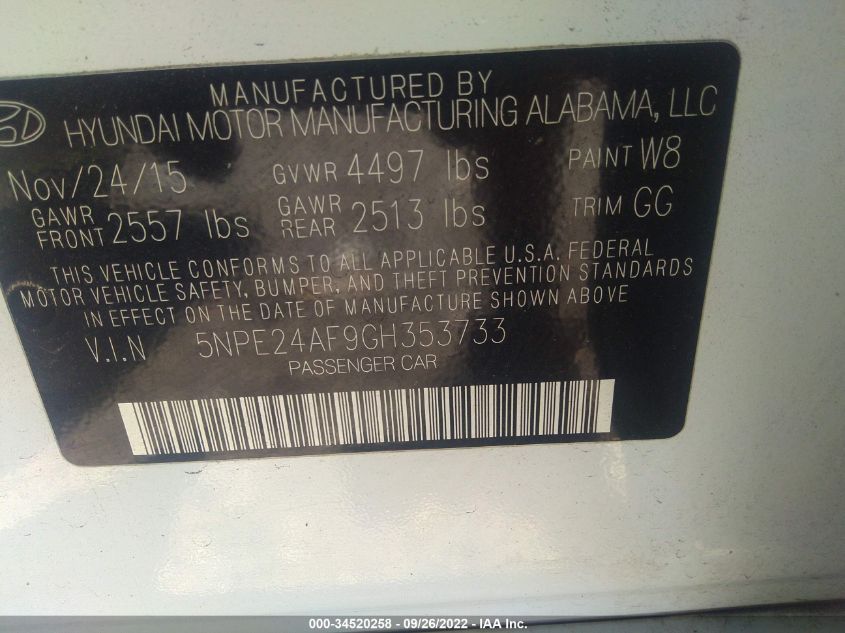 MANUFACTURED BY
HYUNDAI MOTOR MANUFACTURING ALABAMA, LLC
Nov/24/15 GVWR 4497 lbs PAINT W8
GAWR FRONT 2557 lbs GAWR REAR 2513 lbs TRIM GG
THIS VEHICLE CONFORMS TO ALL APPLICABLE U.S.A. FEDERAL
MOTOR VEHICLE SAFETY, BUMPER, AND THEFT PREVENTION STANDARDS
IN EFFECT ON THE DATE OF MANUFACTURE SHOWN ABOVE
V.I.N 5NPE24AF9GH353733
PASSENGER CAR
000-34520258 - 09/26/2022 - IAA Inc.